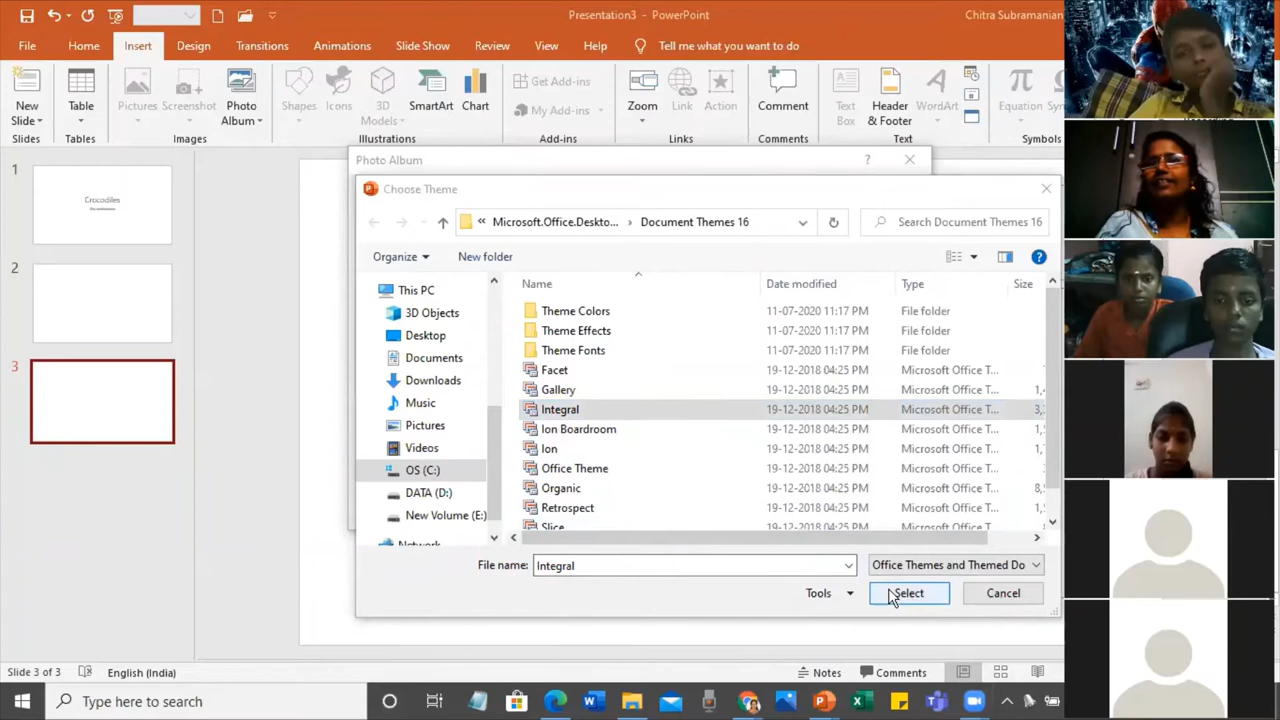 Presentation3 - PowerPoint
Chitra Subramanian
File Home Insert Design Transitions Animations Slide Show Review View Help Tell me what you want to do
New Slide Table Pictures Screenshot Photo Album Shapes Icons 3D Models SmartArt Chart Get Add-ins My Add-ins Zoom Link Action Comment Text Box Header & Footer WordArt Equation
Slides Tables Images Illustrations Add-ins Links Comments Text Symbols
1
Crocodiles
2
3
Photo Album ?
Choose Theme
« Microsoft.Office.Deskto... › Document Themes 16
Search Document Themes 16
Organize New folder
This PC
3D Objects
Desktop
Documents
Downloads
Music
Pictures
Videos
OS (C:)
DATA (D:)
New Volume (E:)
Network
Name Date modified Type Size
Theme Colors 11-07-2020 11:17 PM File folder
Theme Effects 11-07-2020 11:17 PM File folder
Theme Fonts 11-07-2020 11:17 PM File folder
Facet 19-12-2018 04:25 PM Microsoft Office T...
Gallery 19-12-2018 04:25 PM Microsoft Office T... 1,
Integral 19-12-2018 04:25 PM Microsoft Office T... 3,
Ion Boardroom 19-12-2018 04:25 PM Microsoft Office T... 1,
Ion 19-12-2018 04:25 PM Microsoft Office T... 1,
Office Theme 19-12-2018 04:25 PM Microsoft Office T...
Organic 19-12-2018 04:25 PM Microsoft Office T... 8,
Retrospect 19-12-2018 04:25 PM Microsoft Office T... 1,
Slice
File name: Integral Office Themes and Themed Do
Tools Select Cancel
Slide 3 of 3 English (India) Notes Comments
Type here to search